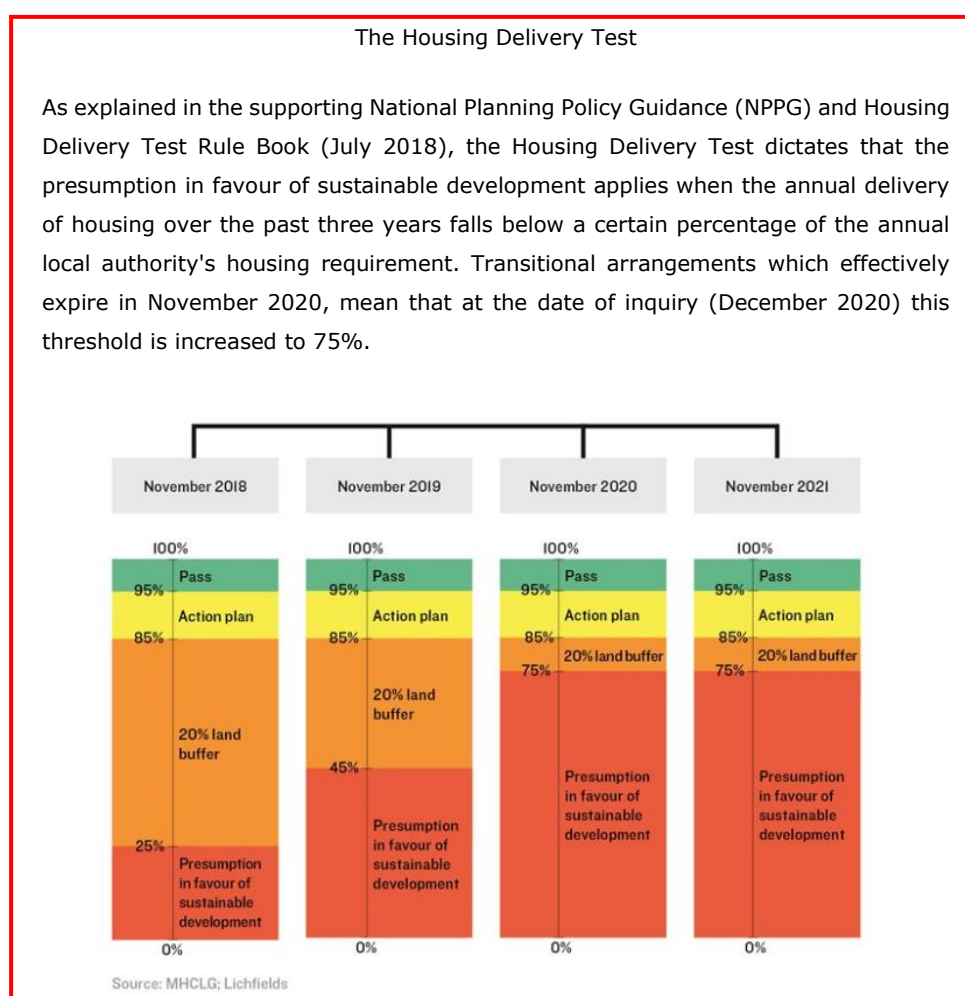 The Housing Delivery Test
As explained in the supporting National Planning Policy Guidance (NPPG) and Housing
Delivery Test Rule Book (July 2018), the Housing Delivery Test dictates that the
presumption in favour of sustainable development applies when the annual delivery
of housing over the past three years falls below a certain percentage of the annual
local authority's housing requirement. Transitional arrangements which effectively
expire in November 2020, mean that at the date of inquiry (December 2020) this
threshold is increased to 75%.
November 2018
November 2019
November 2020
November 2021
100%
Pass
95%
Action plan
85%
20% land
buffer
25%
Presumption
in favour of
sustainable
development
0%
100%
Pass
95%
Action plan
85%
20% land
buffer
45%
Presumption
in favour of
sustainable
development
0%
100%
Pass
95%
Action plan
85%
20% land buffer
75%
Presumption
in favour of
sustainable
development
0%
100%
Pass
95%
Action plan
85%
20% land buffer
75%
Presumption
in favour of
sustainable
development
0%
Source: MHCLG; Lichfields